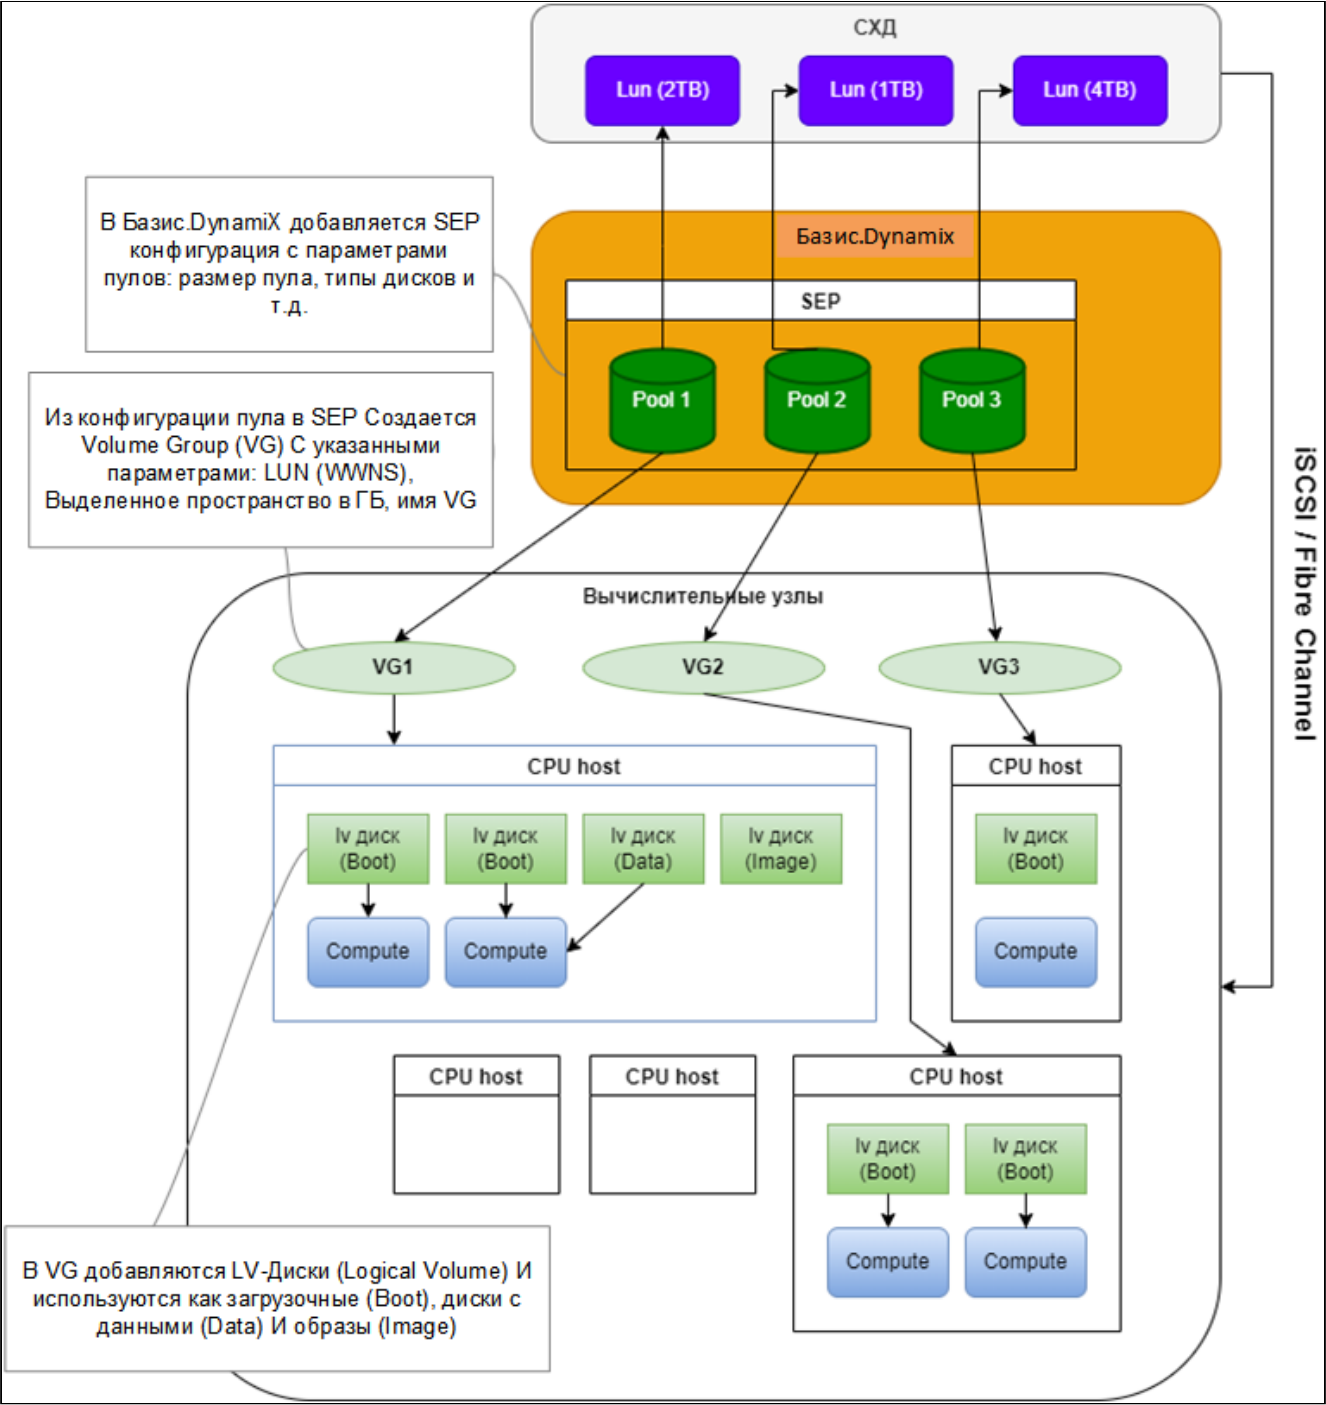 СХД
Lun (2TB)
Lun (1TB)
Lun (4TB)
В Базис.DynamiX добавляется SEP
конфигурация с параметрами
пулов: размер пула, типы дисков и
т.д.
Базис.Dynamix
SEP
Pool 1
Pool 2
Pool 3
Из конфигурации пула в SEP Создается
Volume Group (VG) С указанными
параметрами: LUN (WWNS),
Выделенное пространство в ГБ, имя VG
iSCSI / Fibre Channel
Вычислительные узлы
VG1
VG2
VG3
CPU host
lv диск
(Boot)
lv диск
(Boot)
lv диск
(Data)
lv диск
(Image)
Compute
Compute
CPU host
lv диск
(Boot)
Compute
CPU host
CPU host
CPU host
lv диск
(Boot)
lv диск
(Boot)
Compute
Compute
В VG добавляются LV-Диски (Logical Volume) И
используются как загрузочные (Boot), диски с
данными (Data) И образы (Image)